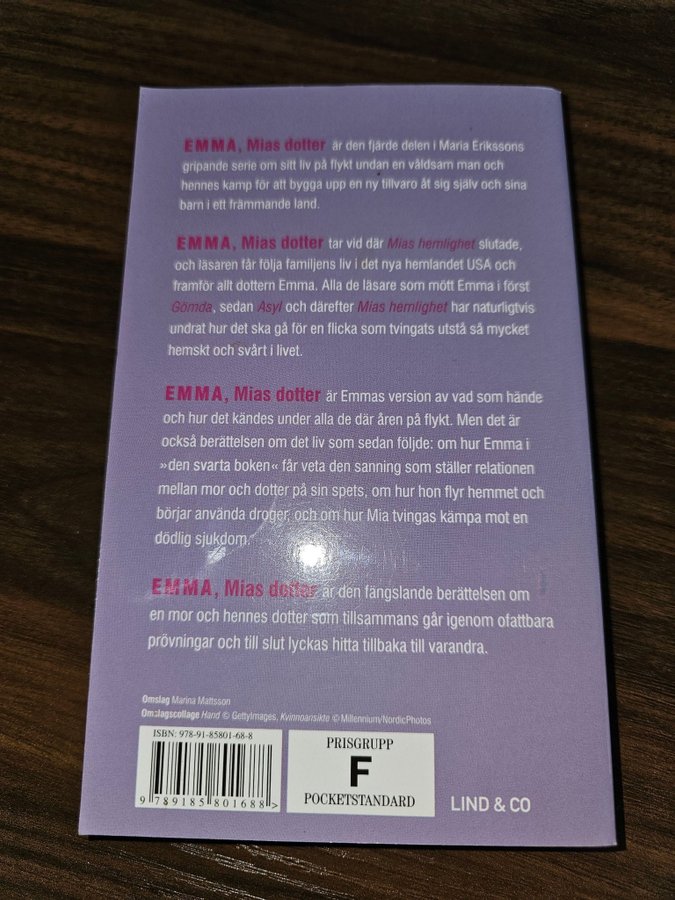 EMMA, Mias dotter är den fjärde delen i Maria Erikssons
gripande serie om sitt liv på flykt undan en våldsam man och
hennes kamp för att bygga upp en ny tillvaro åt sig själv och sina
barn i ett främmande land.
EMMA, Mias dotter tar vid där Mias hemlighet slutade,
och läsaren får följa familjens liv i det nya hemlandet USA och
framför allt dottern Emma. Alla de läsare som mött Emma i först
Gömda, sedan Asyl och därefter Mias hemlighet har naturligtvis
undrat hur det ska gå för en flicka som tvingats utstå så mycket
hemskt och svårt i livet.
EMMA, Mias dotter är Emmas version av vad som hände
och hur det kändes under alla de där åren på flykt. Men det är
också berättelsen om det liv som sedan följde: om hur Emma i
»den svarta boken« får veta den sanning som ställer relationen
mellan mor och dotter på sin spets, om hur hon flyr hemmet och
börjar använda droger, och om hur Mia tvingas kämpa mot en
dödlig sjukdom.
EMMA, Mias dotter är den fängslande berättelsen om
en mor och hennes dotter som tillsammans går igenom ofattbara
prövningar och till slut lyckas hitta tillbaka till varandra.
Omslag Marina Mattsson
Omslagscollage Hand © GettyImages, Kvinnoansikte © Millennium/NordicPhotos
ISBN: 978-91-85801-68-8
9 789185 801688 >
PRISGRUPP
F
POCKETSTANDARD
LIND & CO